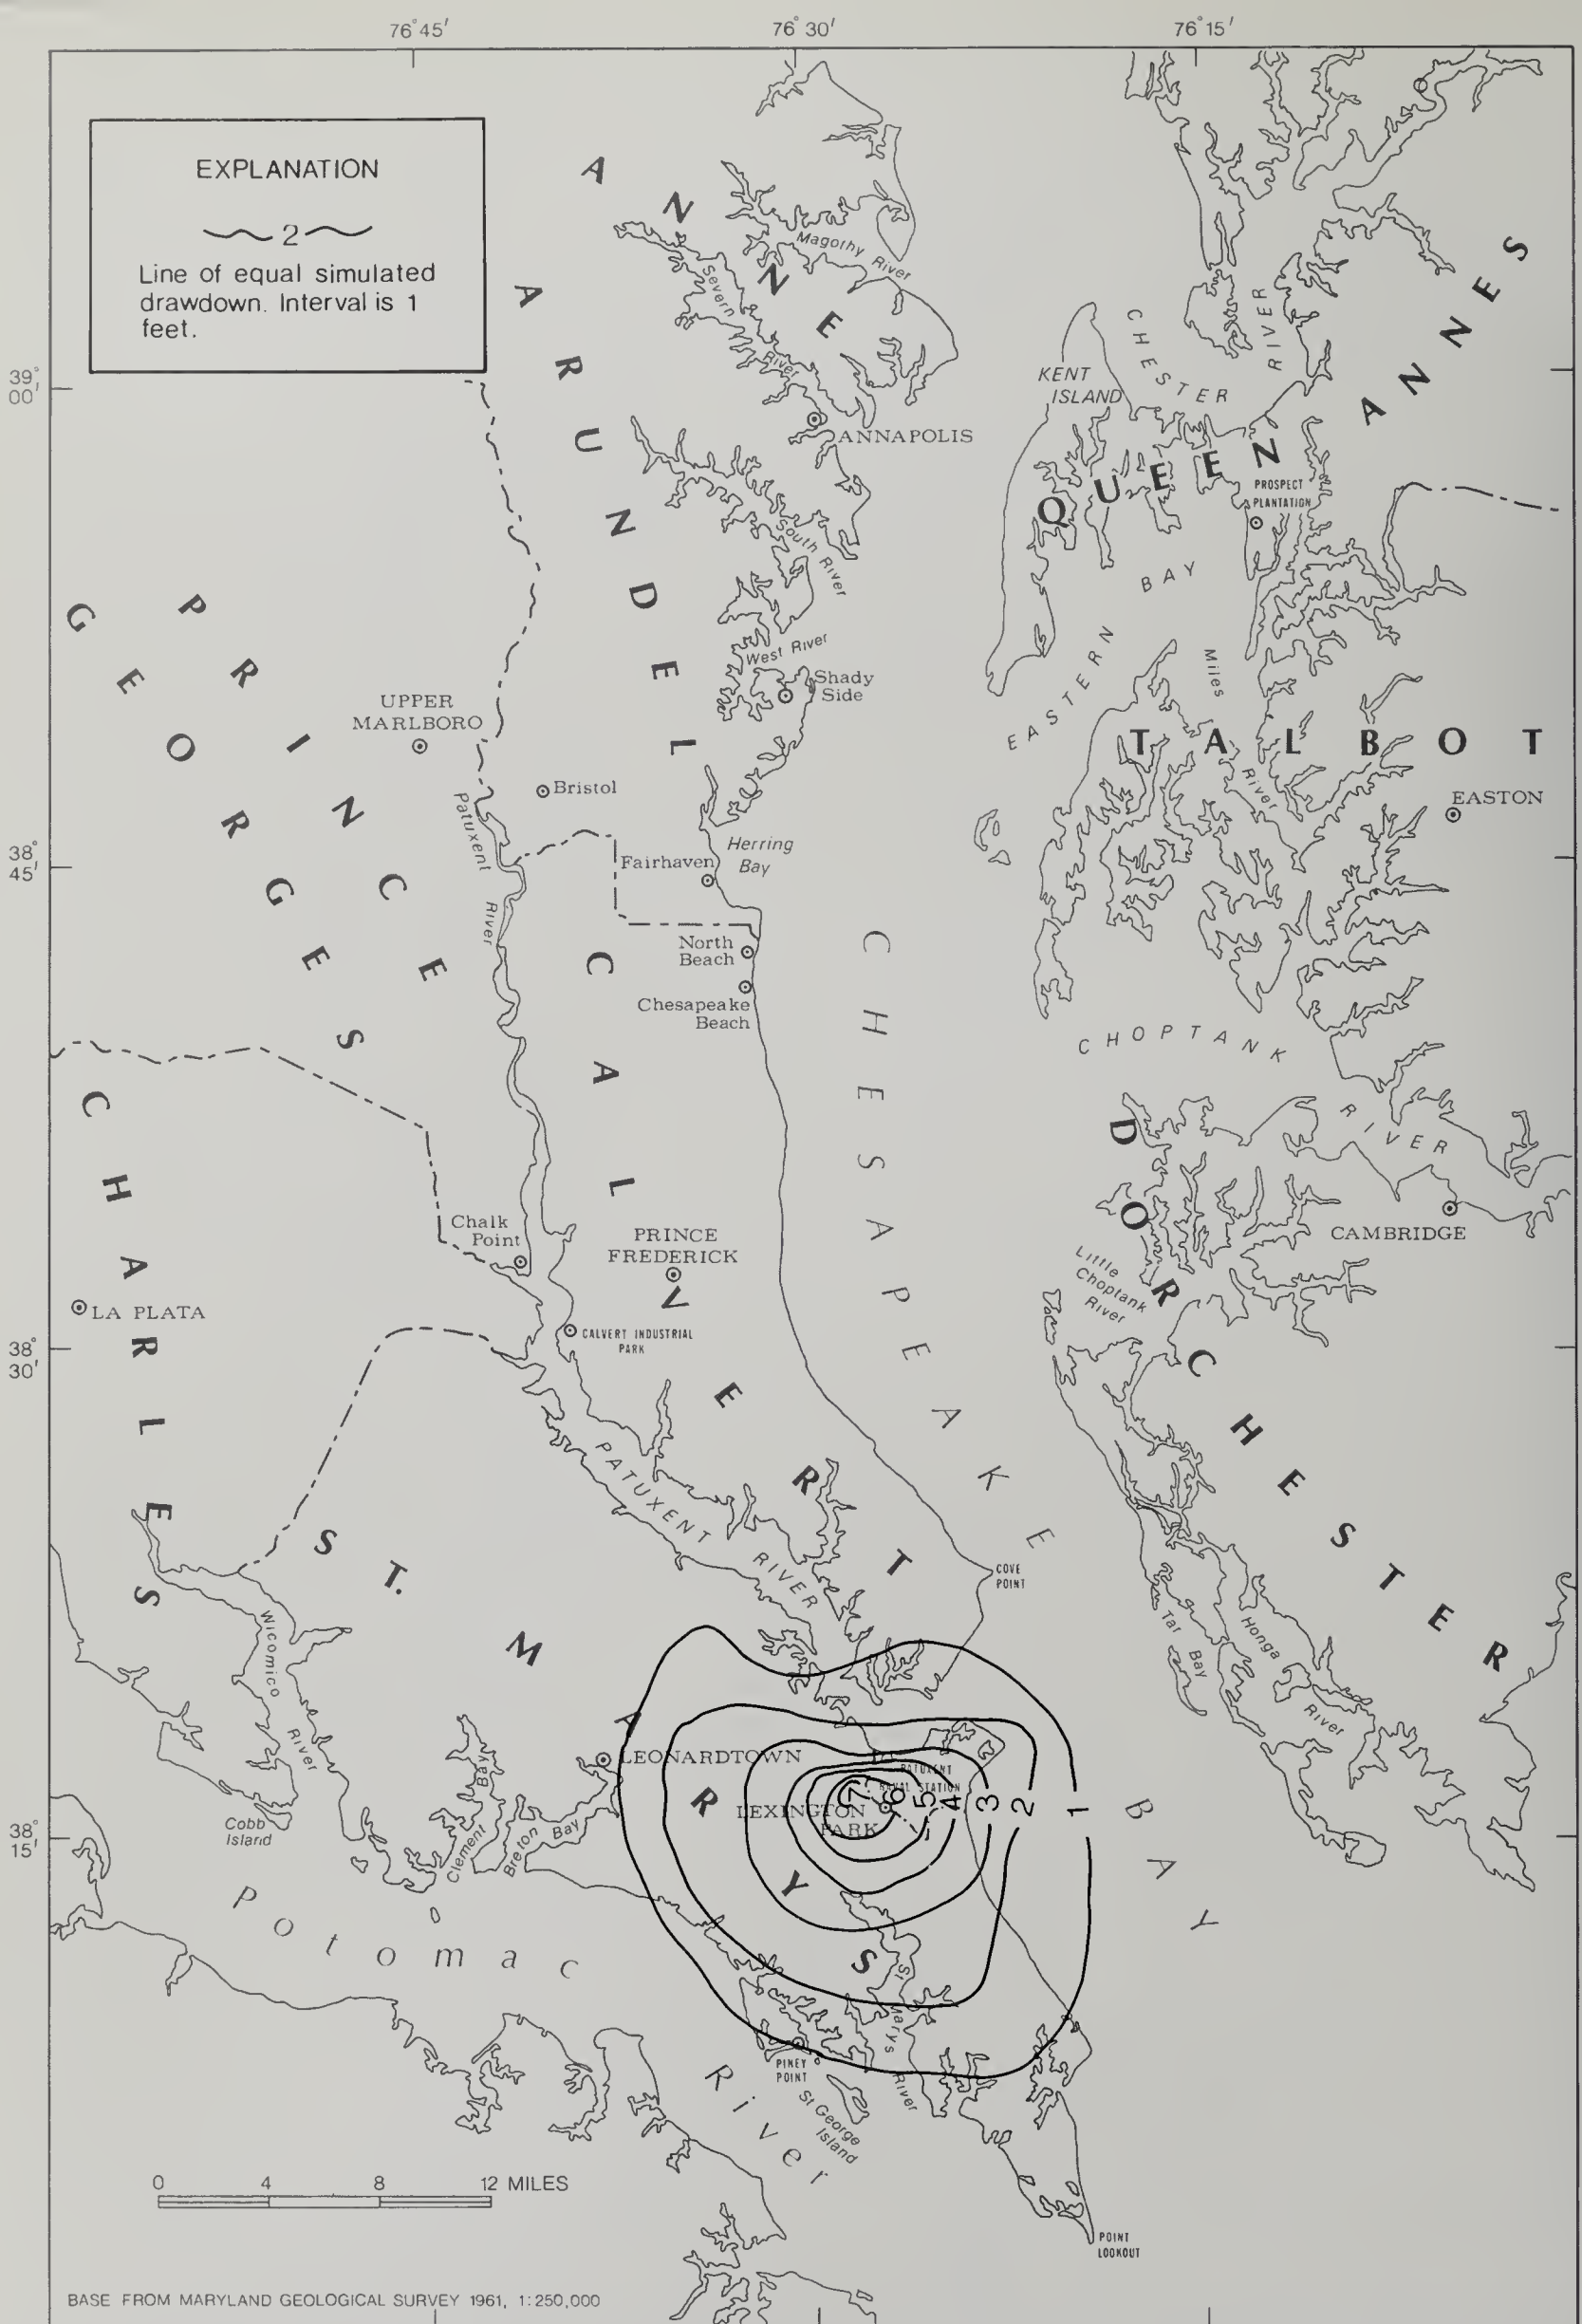 76°45' 76°30' 76°15'
EXPLANATION
2
Line of equal simulated
drawdown. Interval is 1
feet.
39°
00'
38°
45'
38°
30'
38°
15'
ANNE
ARUNDEL
Magothy River
Severn
River
ANNAPOLIS
South River
West River
Shady
Side
CHESTER
RIVER
KENT
ISLAND
QUEEN ANNES
PROSPECT
PLANTATION
EASTERN BAY
Miles
River
TALBOT
EASTON
PRINCE
GEORGES
UPPER
MARLBORO
Bristol
Patuxent
River
Fairhaven
Herring
Bay
North
Beach
Chesapeake
Beach
CALVERT
CHESAPEAKE
BAY
CHOPTANK
RIVER
DORCHESTER
CAMBRIDGE
Little
Choptank
River
CHARLES
LA PLATA
Chalk
Point
PRINCE
FREDERICK
CALVERT INDUSTRIAL
PARK
PATUXENT RIVER
COVE
POINT
Tar Bay
Honga
River
ST. MARYS
Wicomico
River
LEONARDTOWN
PATUXENT
NAVAL STATION
LEXINGTON
PARK
7 6 5 4 3 2 1
Cobb
Island
Clement
Bay
Breton Bay
Potomac
River
St Marys
River
PINEY
POINT
St George
Island
POINT
LOOKOUT
0 4 8 12 MILES
BASE FROM MARYLAND GEOLOGICAL SURVEY 1961, 1:250,000